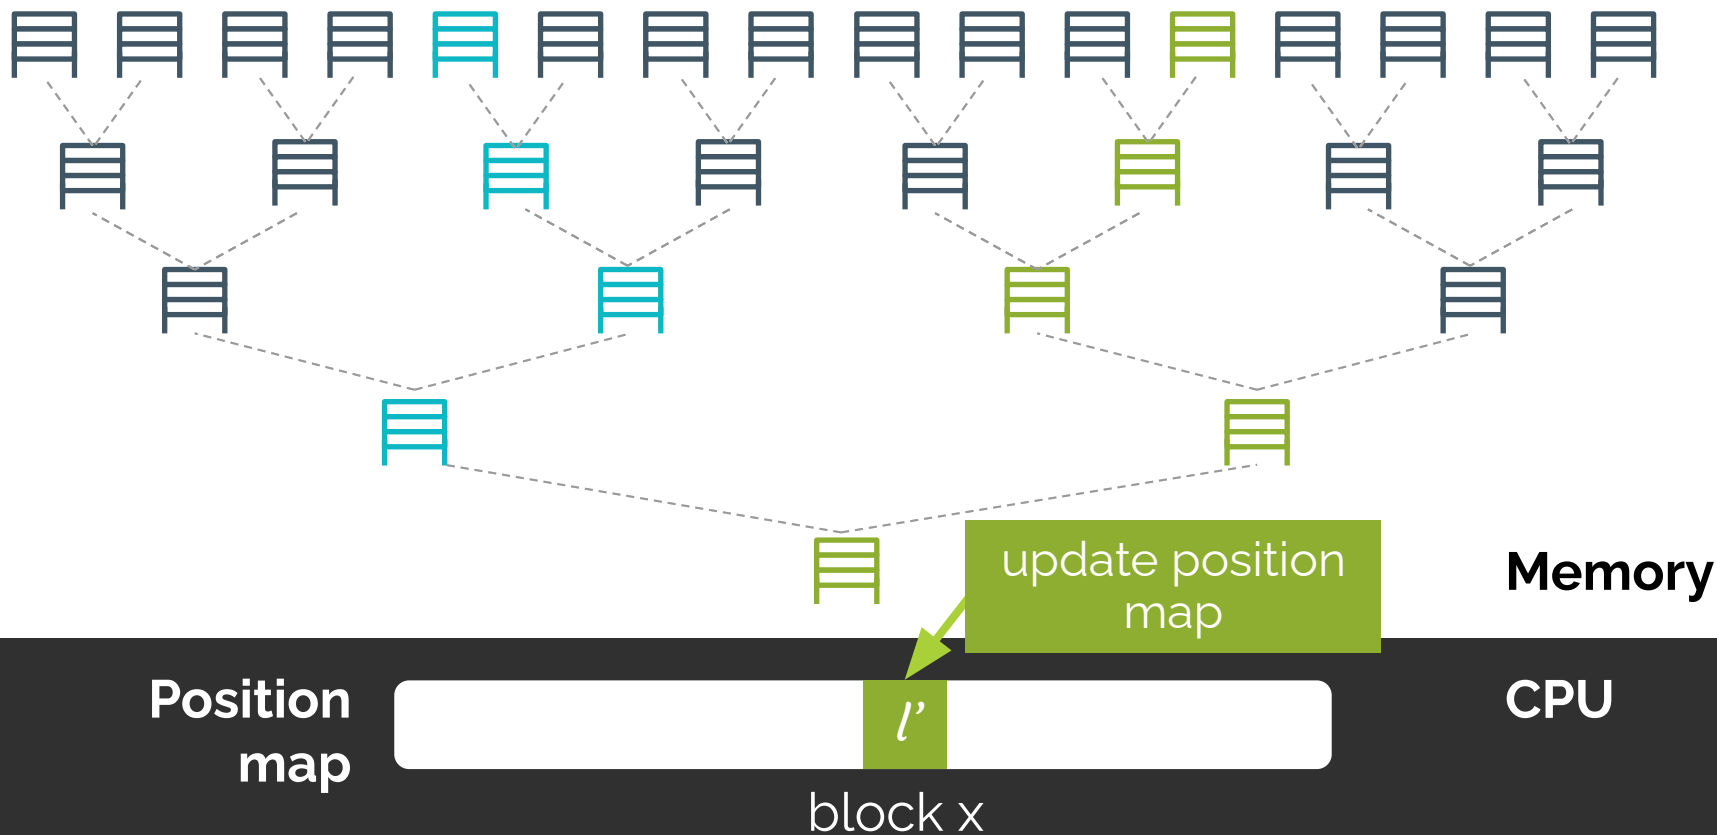 update position
map
Memory
Position
map
l’
CPU
block x